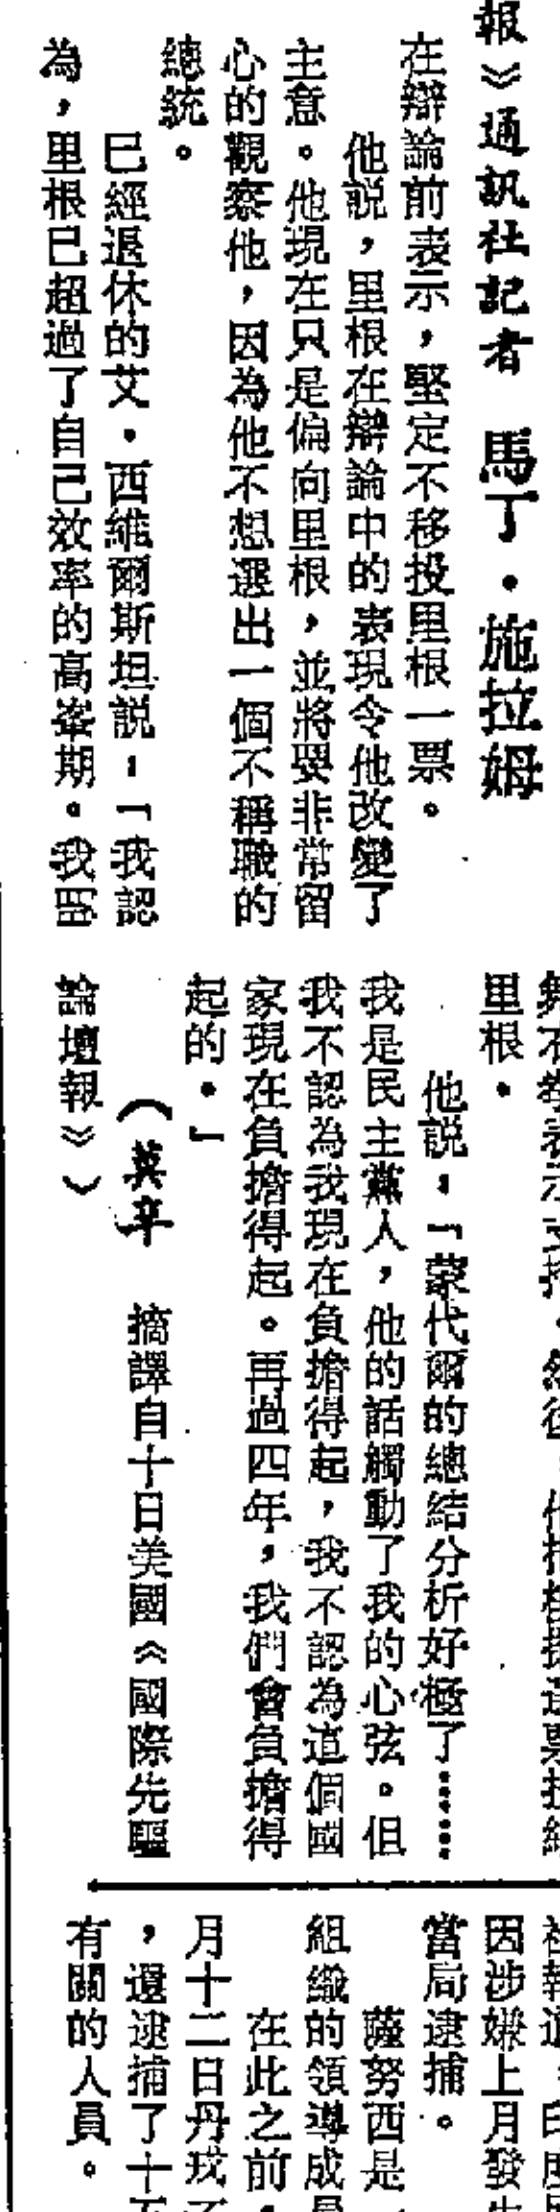 報》通訊社記者　馬丁·施拉姆
在辯論前表示，堅定不移投里根一票。
他說，里根在辯論中的表現令他改變了
主意。他現在只是偏向里根，並將要非常留
心的觀察他，因為他不想選出一個不稱職的
總統。
已經退休的艾·西維爾斯坦說：「我認
為，里根已超過了自己效率的高峯期。我
里根。
他說：「蒙代爾的總結分析好極了……
我是民主黨人，他的話觸動了我的心弦。但
我不認為我現在負擔得起，我不認為這個國
家現在負擔得起。再過四年，我們會負擔得
起的。」
（英辛　摘譯自十日美國《國際先驅
論壇報》）
因涉嫌上月發
當局逮捕。
薩努西是
組織的領導成
在此之前，
月十二日丹戎
，還逮捕了十
有關的人員。